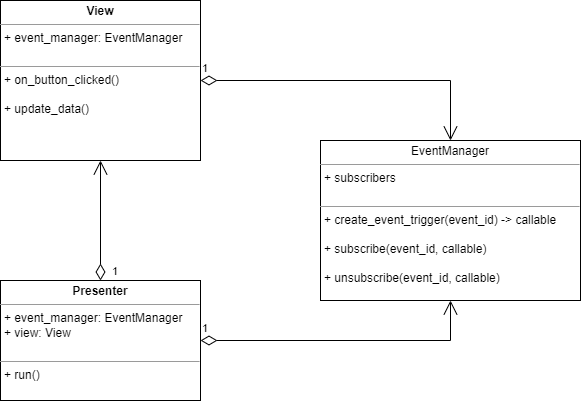 View
+ event_manager: EventManager
+ on_button_clicked()
+ update_data()
1
EventManager
+ subscribers
+ create_event_trigger(event_id) -> callable
+ subscribe(event_id, callable)
+ unsubscribe(event_id, callable)
1
Presenter
+ event_manager: EventManager
+ view: View
+ run()
1